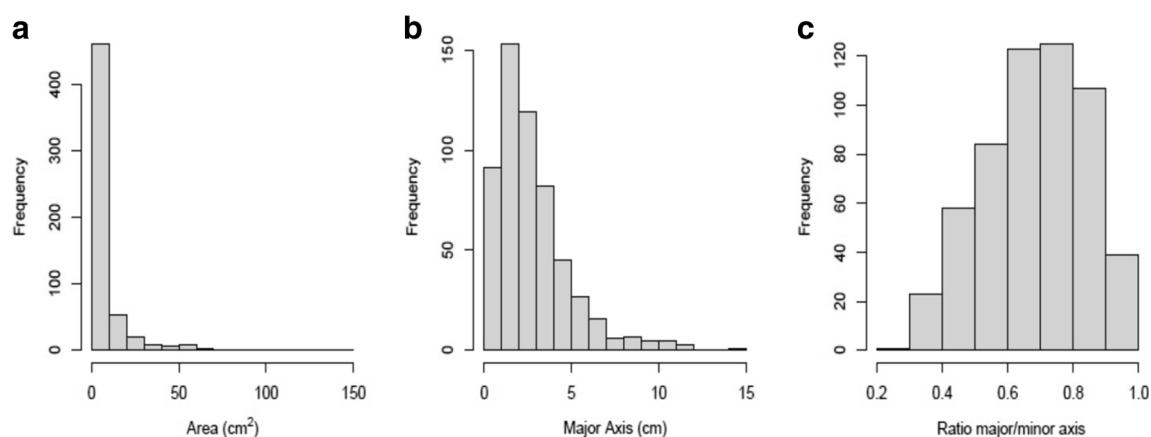 a
Frequency
400
300
200
100
0
0 50 100 150
Area (cm²)
b
Frequency
150
100
50
0
0 5 10 15
Major Axis (cm)
c
Frequency
120
100
80
60
40
20
0
0.2 0.4 0.6 0.8 1.0
Ratio major/minor axis